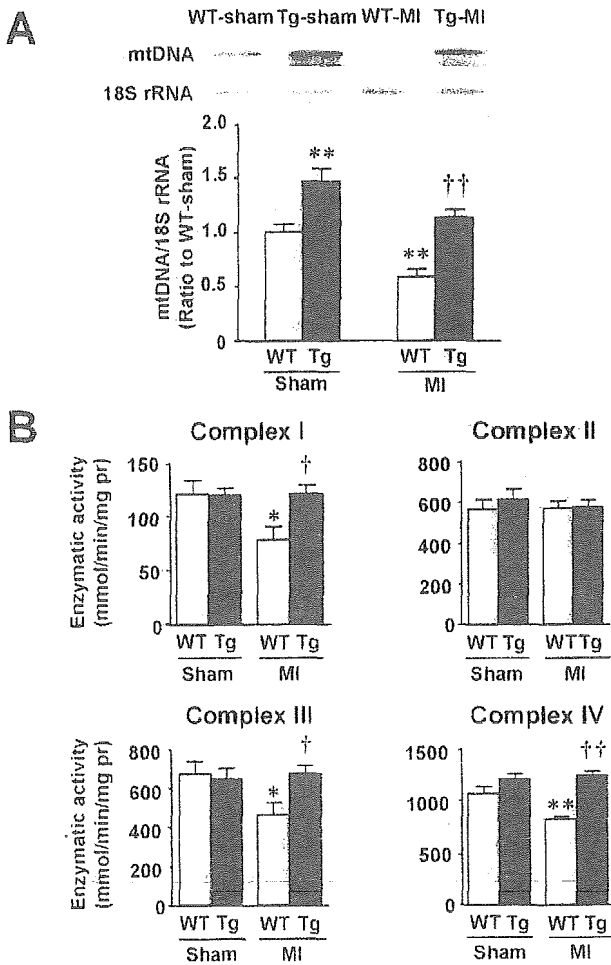 A
WT-sham Tg-sham WT-MI Tg-MI
mtDNA
18S rRNA
mtDNA/18S rRNA
(Ratio to WT-sham)
2.0
1.5
1.0
0.5
0
**
**
††
WT Tg WT Tg
Sham MI
B
Complex I
Enzymatic activity
(mmol/min/mg pr)
150
100
50
0
*
†
WT Tg WT Tg
Sham MI
Complex II
800
600
400
200
0
WT Tg WT Tg
Sham MI
Complex III
Enzymatic activity
(mmol/min/mg pr)
800
600
400
200
0
*
†
WT Tg WT Tg
Sham MI
Complex IV
1500
1000
500
0
**
††
WT Tg WT Tg
Sham MI